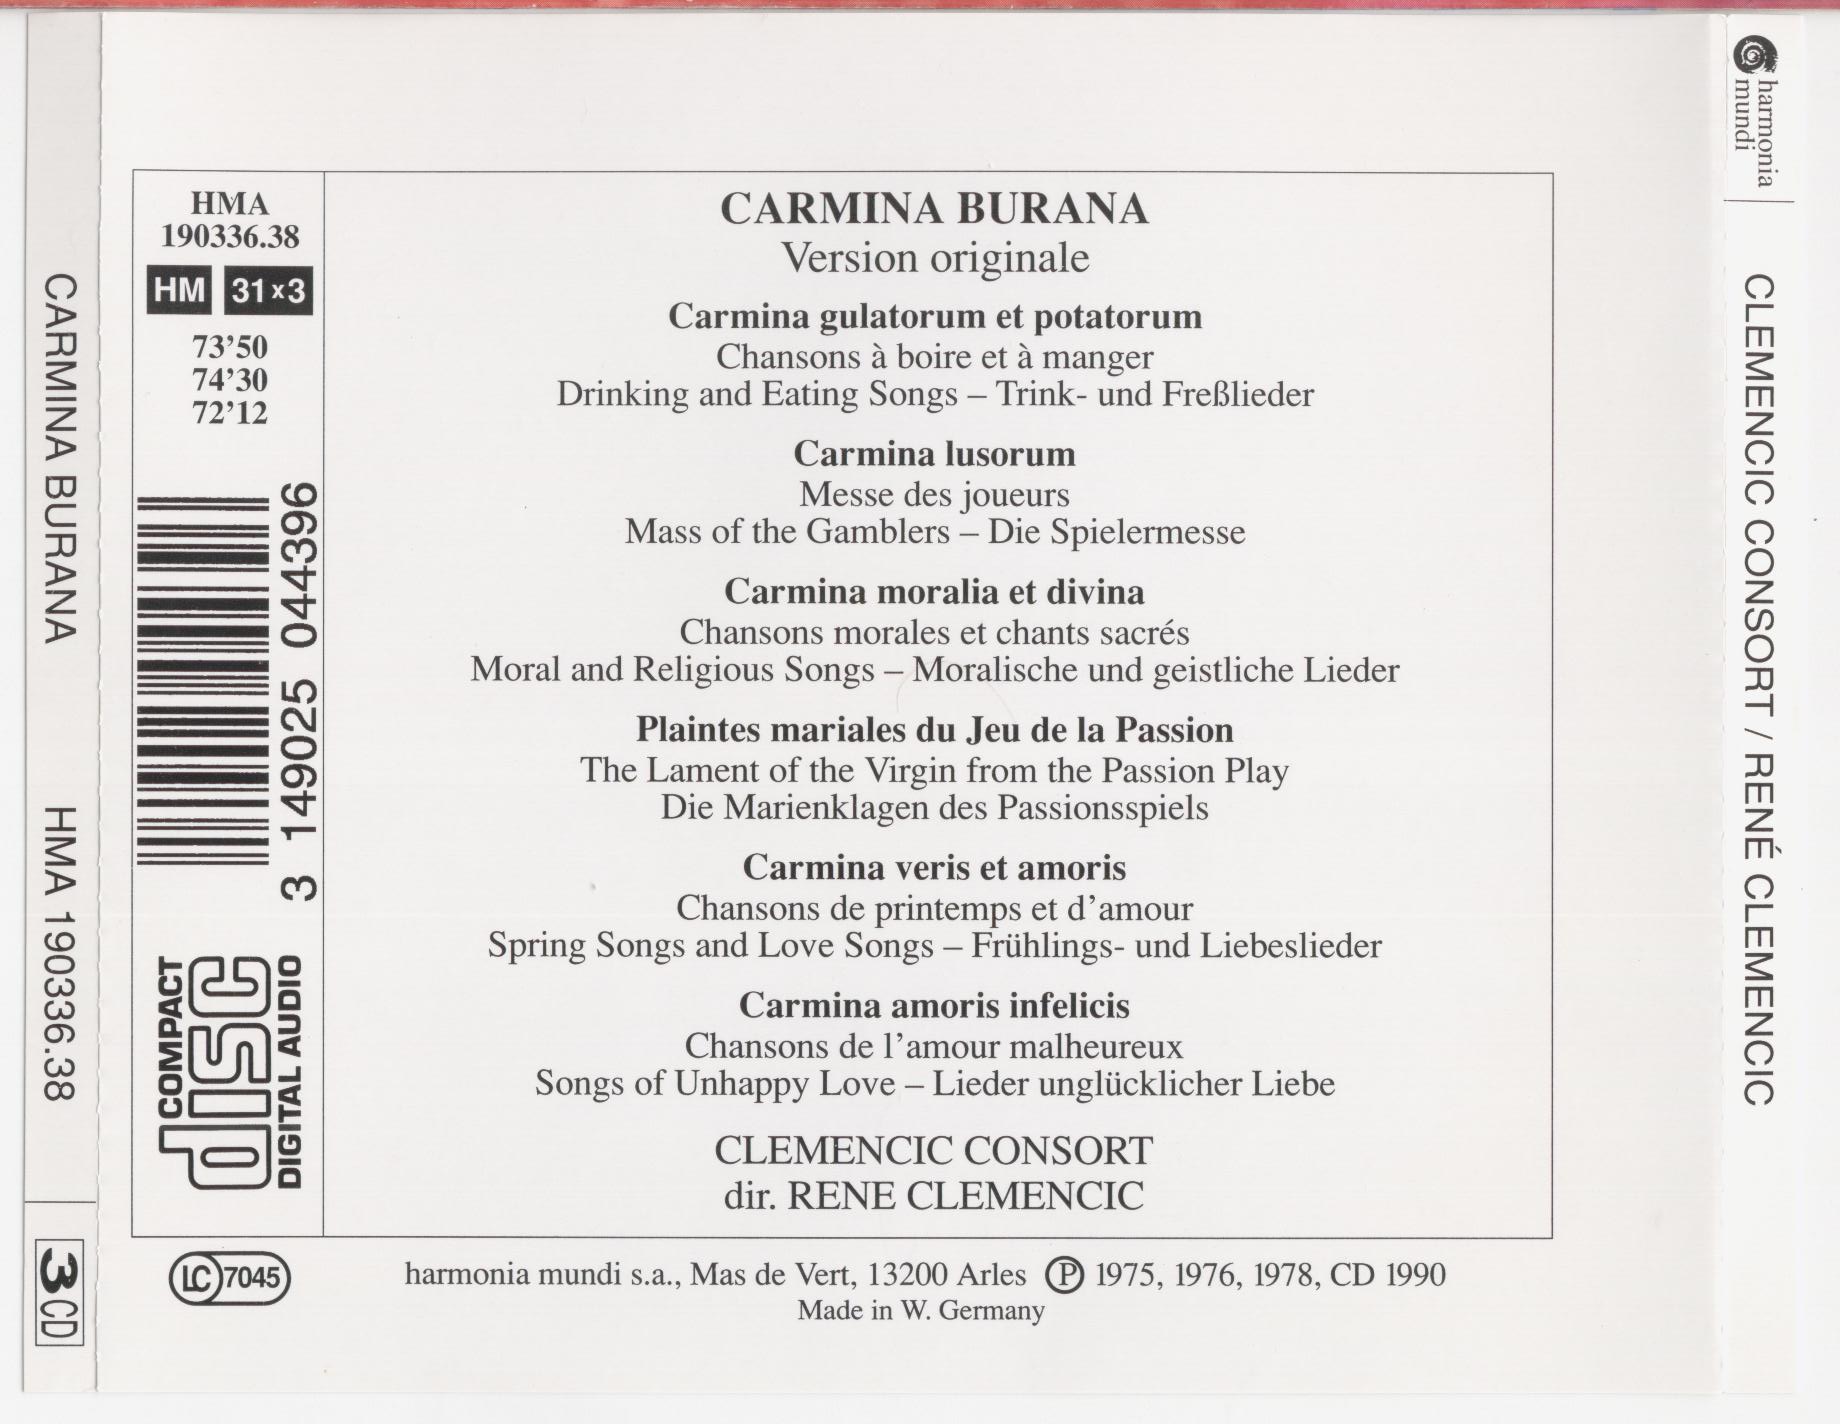 CARMINA BURANA
HMA 190336.38
3 CD
HMA
190336.38
HM 31x3
73’50
74’30
72’12
3 149025 044396
COMPACT
disc
DIGITAL AUDIO
CARMINA BURANA
Version originale
Carmina gulatorum et potatorum
Chansons à boire et à manger
Drinking and Eating Songs – Trink- und Freßlieder
Carmina lusorum
Messe des joueurs
Mass of the Gamblers – Die Spielermesse
Carmina moralia et divina
Chansons morales et chants sacrés
Moral and Religious Songs – Moralische und geistliche Lieder
Plaintes mariales du Jeu de la Passion
The Lament of the Virgin from the Passion Play
Die Marienklagen des Passionsspiels
Carmina veris et amoris
Chansons de printemps et d’amour
Spring Songs and Love Songs – Frühlings- und Liebeslieder
Carmina amoris infelicis
Chansons de l’amour malheureux
Songs of Unhappy Love – Lieder unglücklicher Liebe
CLEMENCIC CONSORT
dir. RENE CLEMENCIC
LC 7045
harmonia mundi s.a., Mas de Vert, 13200 Arles ℗ 1975, 1976, 1978, CD 1990
Made in W. Germany
harmonia
mundi
CLEMENCIC CONSORT / RENÉ CLEMENCIC